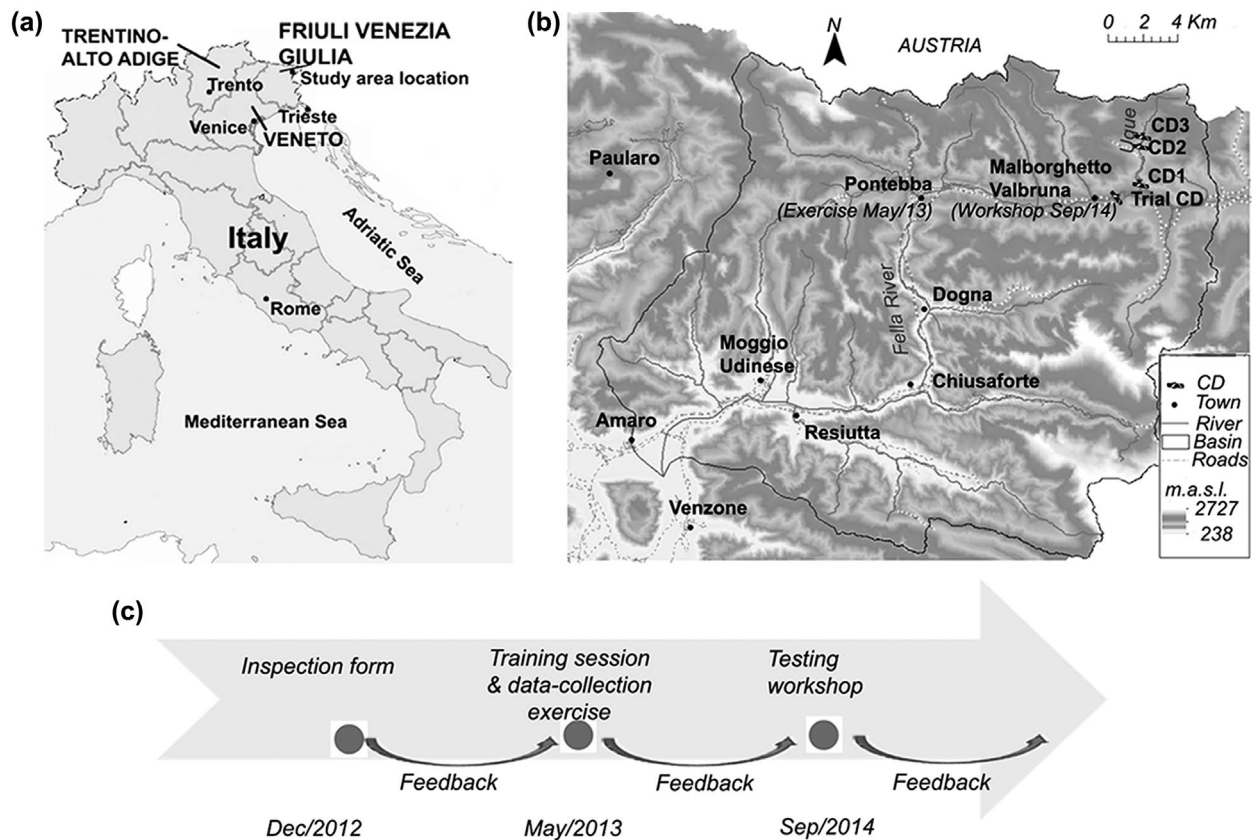 (a)
TRENTINO-
ALTO ADIGE
FRIULI VENEZIA
GIULIA
Study area location
Trento
Trieste
Venice
VENETO
Adriatic Sea
Italy
Rome
Mediterranean Sea
(b)
N
AUSTRIA
0 2 4 Km
Paularo
Pontebba
(Exercise May/13)
Malborghetto
Valbruna
(Workshop Sep/14)
Ugue
CD3
CD2
CD1
Trial CD
Fella River
Dogna
Moggio
Udinese
Chiusaforte
Amaro
Resiutta
Venzone
CD
Town
River
Basin
Roads
m.a.s.l.
2727
238
(c)
Inspection form
Training session
& data-collection
exercise
Testing
workshop
Feedback
Feedback
Feedback
Dec/2012
May/2013
Sep/2014